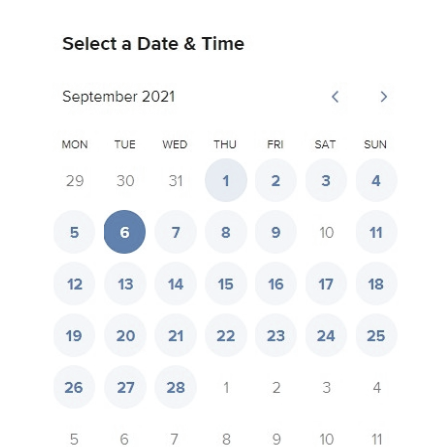 Select a Date & Time
September 2021
MON TUE WED THU FRI SAT SUN
29 30 31 1 2 3 4
5 6 7 8 9 10 11
12 13 14 15 16 17 18
19 20 21 22 23 24 25
26 27 28 1 2 3 4
5 6 7 8 9 10 11